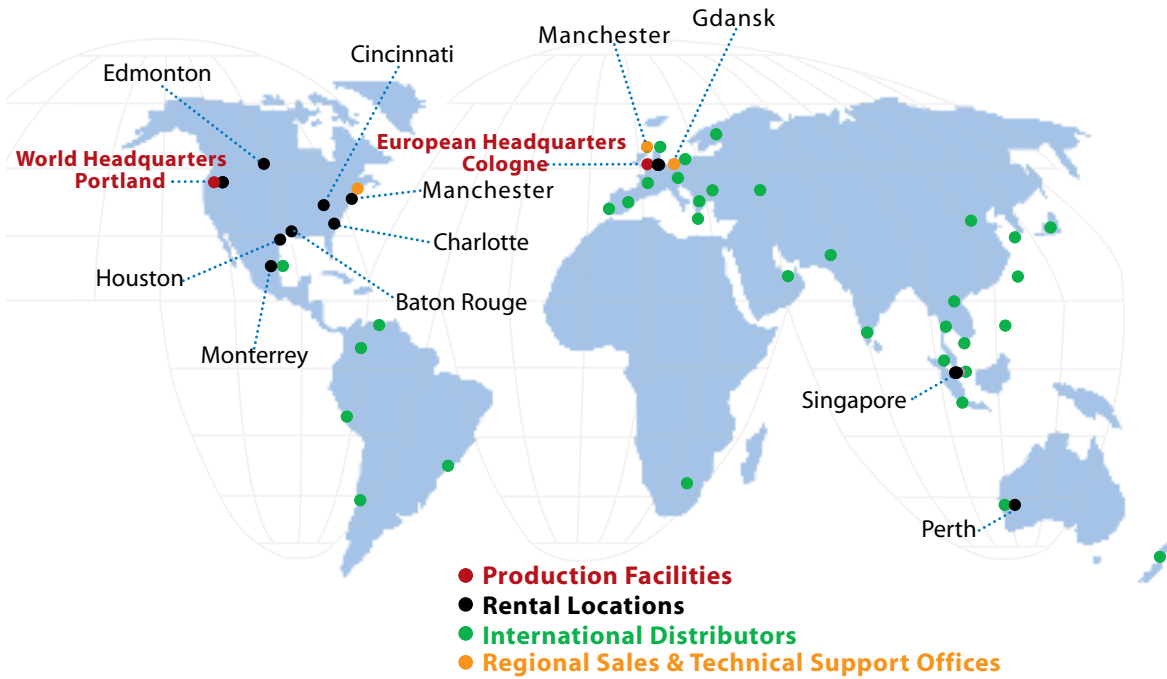 Gdansk
Manchester
Cincinnati
Edmonton
European Headquarters
Cologne
World Headquarters
Portland
Manchester
Charlotte
Houston
Baton Rouge
Monterrey
Singapore
Perth
Production Facilities
Rental Locations
International Distributors
Regional Sales & Technical Support Offices